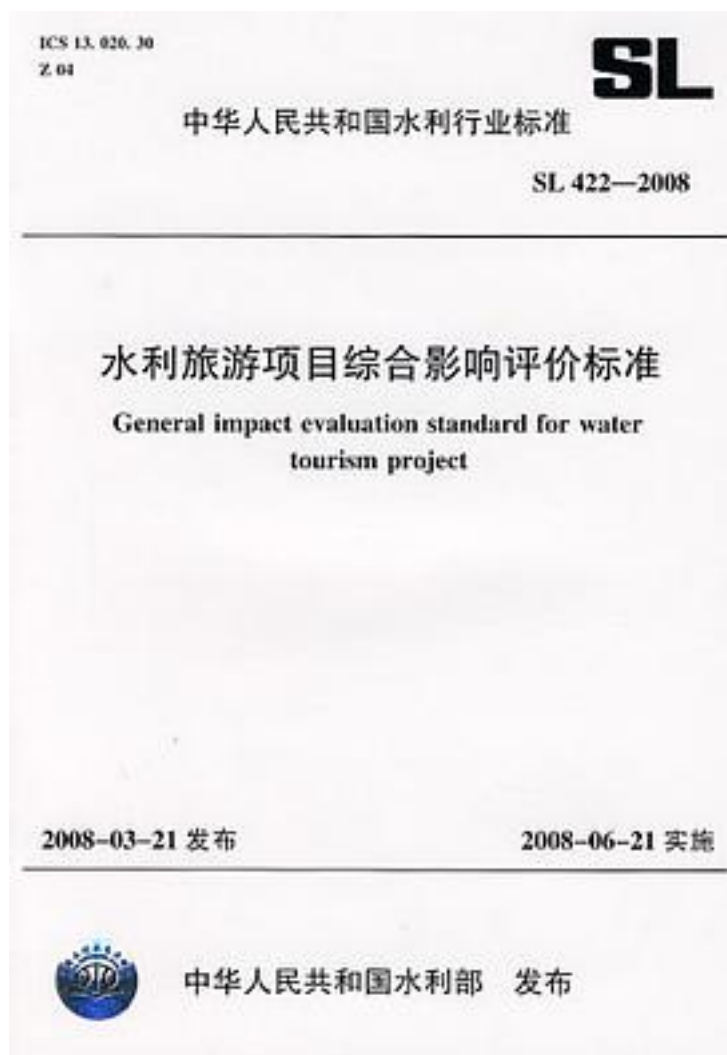 ICS 13.020.30
Z 04
SL
中华人民共和国水利行业标准
SL 422—2008
水利旅游项目综合影响评价标准
General impact evaluation standard for water
tourism project
2008-03-21 发布
2008-06-21 实施
中华人民共和国水利部 发布